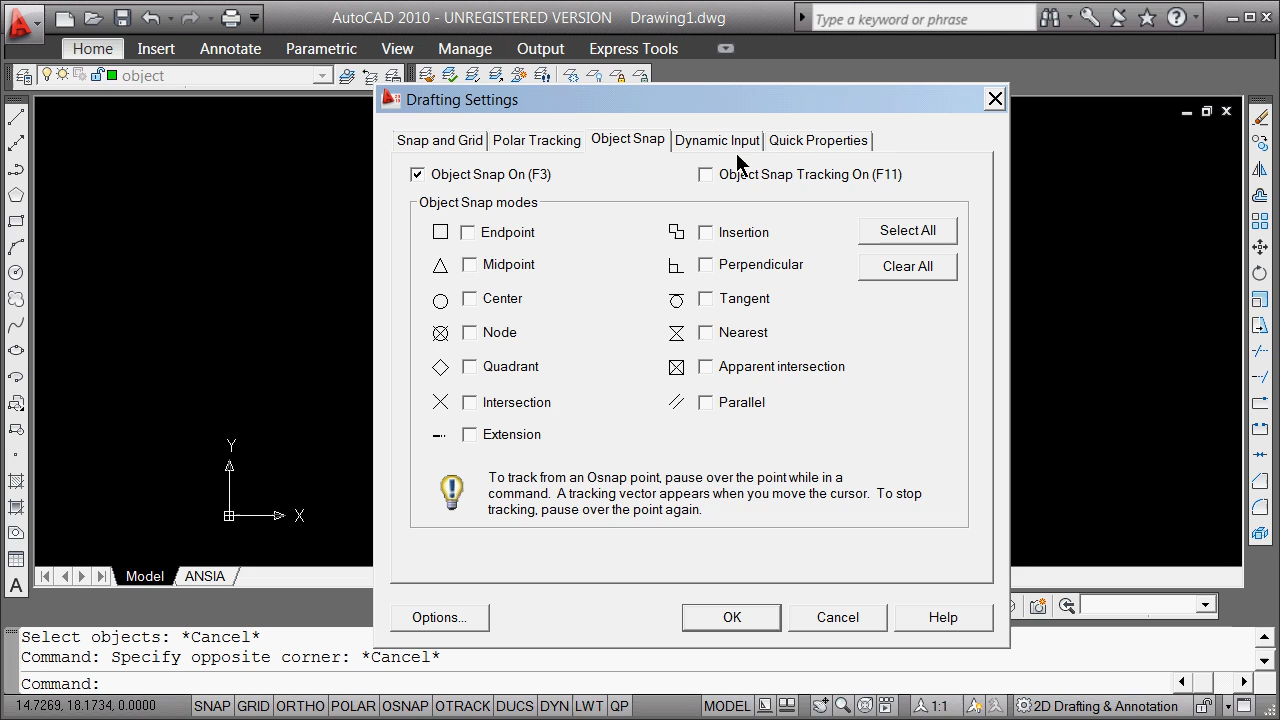 AutoCAD 2010 - UNREGISTERED VERSION Drawing1.dwg
Type a keyword or phrase
Home Insert Annotate Parametric View Manage Output Express Tools
object
Drafting Settings
Snap and Grid Polar Tracking Object Snap Dynamic Input Quick Properties
Object Snap On (F3) Object Snap Tracking On (F11)
Object Snap modes
Endpoint Insertion Select All
Midpoint Perpendicular Clear All
Center Tangent
Node Nearest
Quadrant Apparent intersection
Intersection Parallel
Extension
To track from an Osnap point, pause over the point while in a
command. A tracking vector appears when you move the cursor. To stop
tracking, pause over the point again.
Y
X
Model ANSIA
Options... OK Cancel Help
Select objects: *Cancel*
Command: Specify opposite corner: *Cancel*
Command:
14.7269, 18.1734, 0.0000 SNAP GRID ORTHO POLAR OSNAP OTRACK DUCS DYN LWT QP MODEL 1:1 2D Drafting & Annotation
A